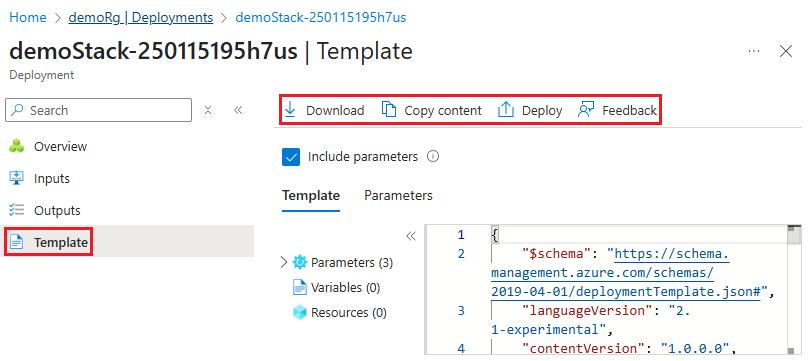 Home > demoRg | Deployments > demoStack-250115195h7us
demoStack-250115195h7us | Template
Deployment
Search
Download Copy content Deploy Feedback
Overview
Inputs
Outputs
Template
Include parameters
Template Parameters
Parameters (3)
Variables (0)
Resources (0)
1 {
2 "$schema": "https://schema.
management.azure.com/schemas/
2019-04-01/deploymentTemplate.json#",
3 "languageVersion": "2.
1-experimental",
4 "contentVersion": "1.0.0.0",